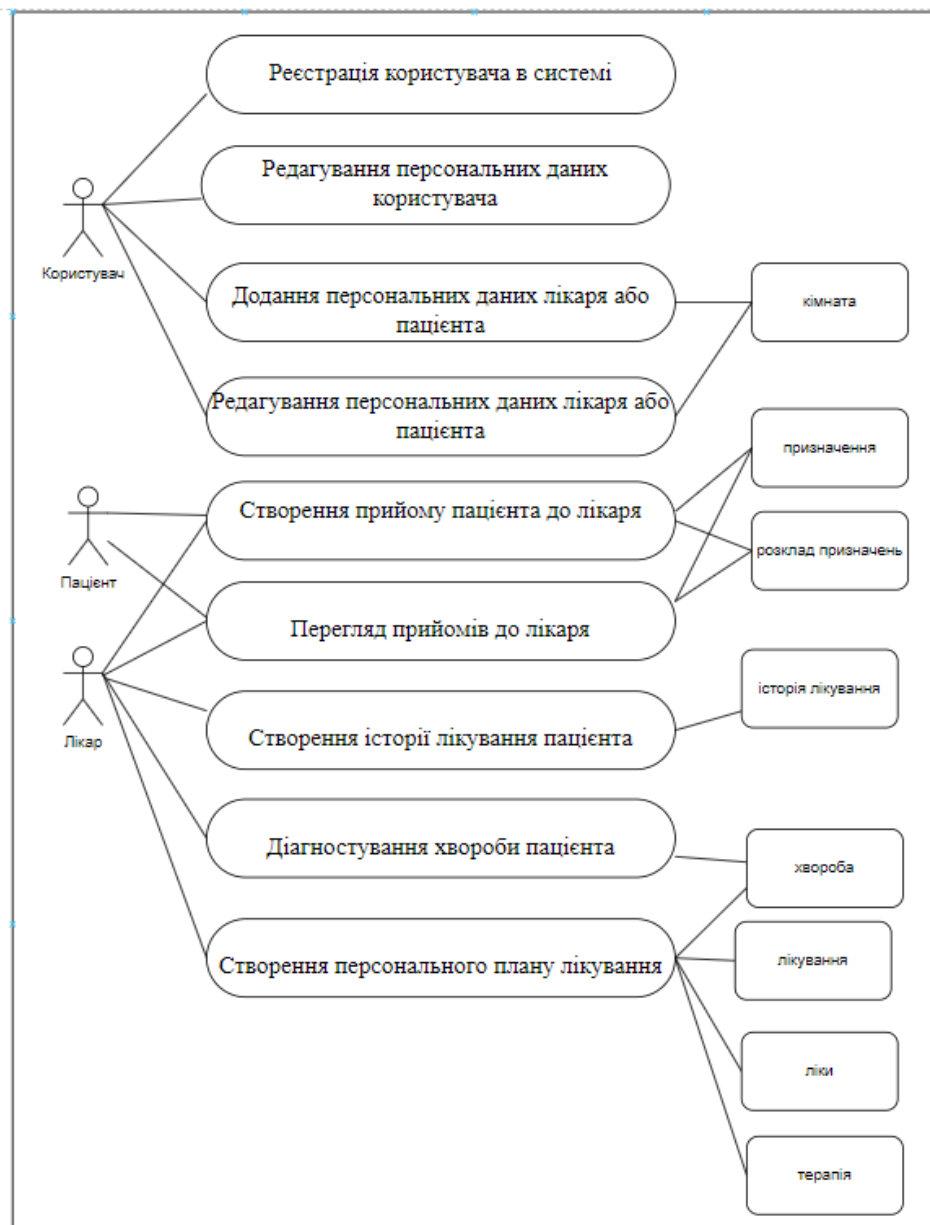 Реєстрація користувача в системі
Редагування персональних даних
користувача
Користувач
Додання персональних даних лікаря або
пацієнта
кімната
Редагування персональних даних лікаря або
пацієнта
призначення
Створення прийому пацієнта до лікаря
розклад призначень
Пацієнт
Перегляд прийомів до лікаря
історія лікування
Лікар
Створення історії лікування пацієнта
Діагностування хвороби пацієнта
хвороба
Створення персонального плану лікування
лікування
ліки
терапія